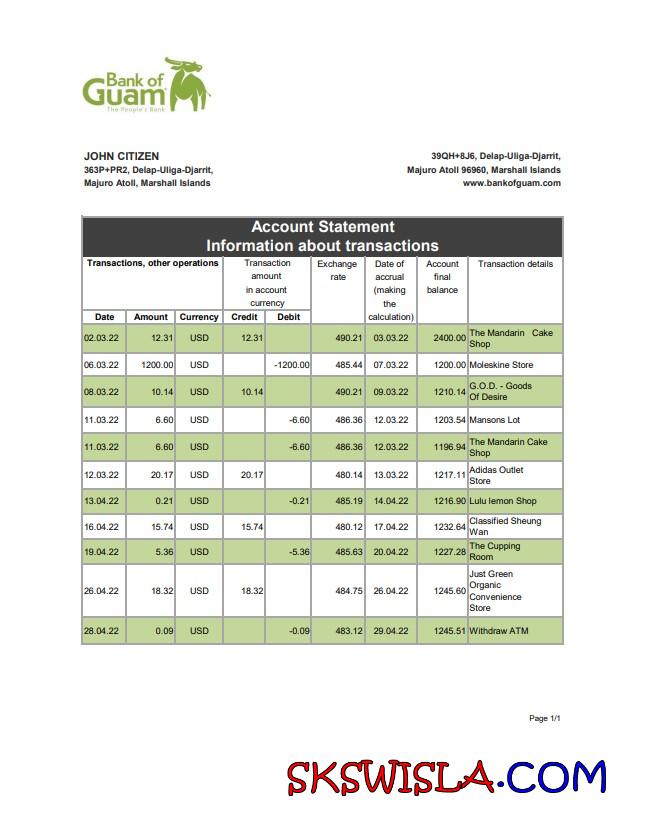 Bank of
Guam
The People's Bank
JOHN CITIZEN
363P+PR2, Delap-Uliga-Djarrit,
Majuro Atoll, Marshall Islands
39QH+8J6, Delap-Uliga-Djarrit,
Majuro Atoll 96960, Marshall Islands
www.bankofguam.com
Account Statement
Information about transactions
Transactions, other operations
Transaction
amount
in account
currency
Exchange
rate
Date of
accrual
(making
the
calculation)
Account
final
balance
Transaction details
Date Amount Currency Credit Debit
02.03.22 12.31 USD 12.31 490.21 03.03.22 2400.00 The Mandarin Cake
Shop
06.03.22 1200.00 USD -1200.00 485.44 07.03.22 1200.00 Moleskine Store
08.03.22 10.14 USD 10.14 490.21 09.03.22 1210.14 G.O.D. - Goods
Of Desire
11.03.22 6.60 USD -6.60 486.36 12.03.22 1203.54 Mansons Lot
11.03.22 6.60 USD -6.60 486.36 12.03.22 1196.94 The Mandarin Cake
Shop
12.03.22 20.17 USD 20.17 480.14 13.03.22 1217.11 Adidas Outlet
Store
13.04.22 0.21 USD -0.21 485.19 14.04.22 1216.90 Lulu lemon Shop
16.04.22 15.74 USD 15.74 480.12 17.04.22 1232.64 Classified Sheung
Wan
19.04.22 5.36 USD -5.36 485.63 20.04.22 1227.28 The Cupping
Room
26.04.22 18.32 USD 18.32 484.75 26.04.22 1245.60 Just Green
Organic
Convenience
Store
28.04.22 0.09 USD -0.09 483.12 29.04.22 1245.51 Withdraw ATM
Page 1/1
SKSWISLA.COM